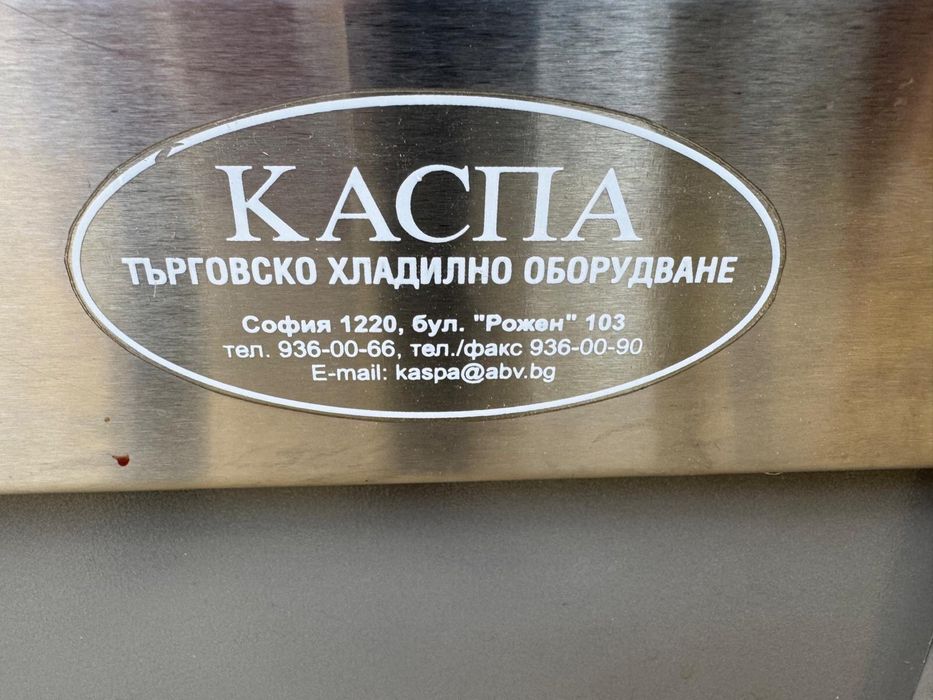 КАСПА
ТЪРГОВСКО ХЛАДИЛНО ОБОРУДВАНЕ
София 1220, бул. "Рожен" 103
тел. 936-00-66, тел./факс 936-00-90
E-mail: kaspa@abv.bg